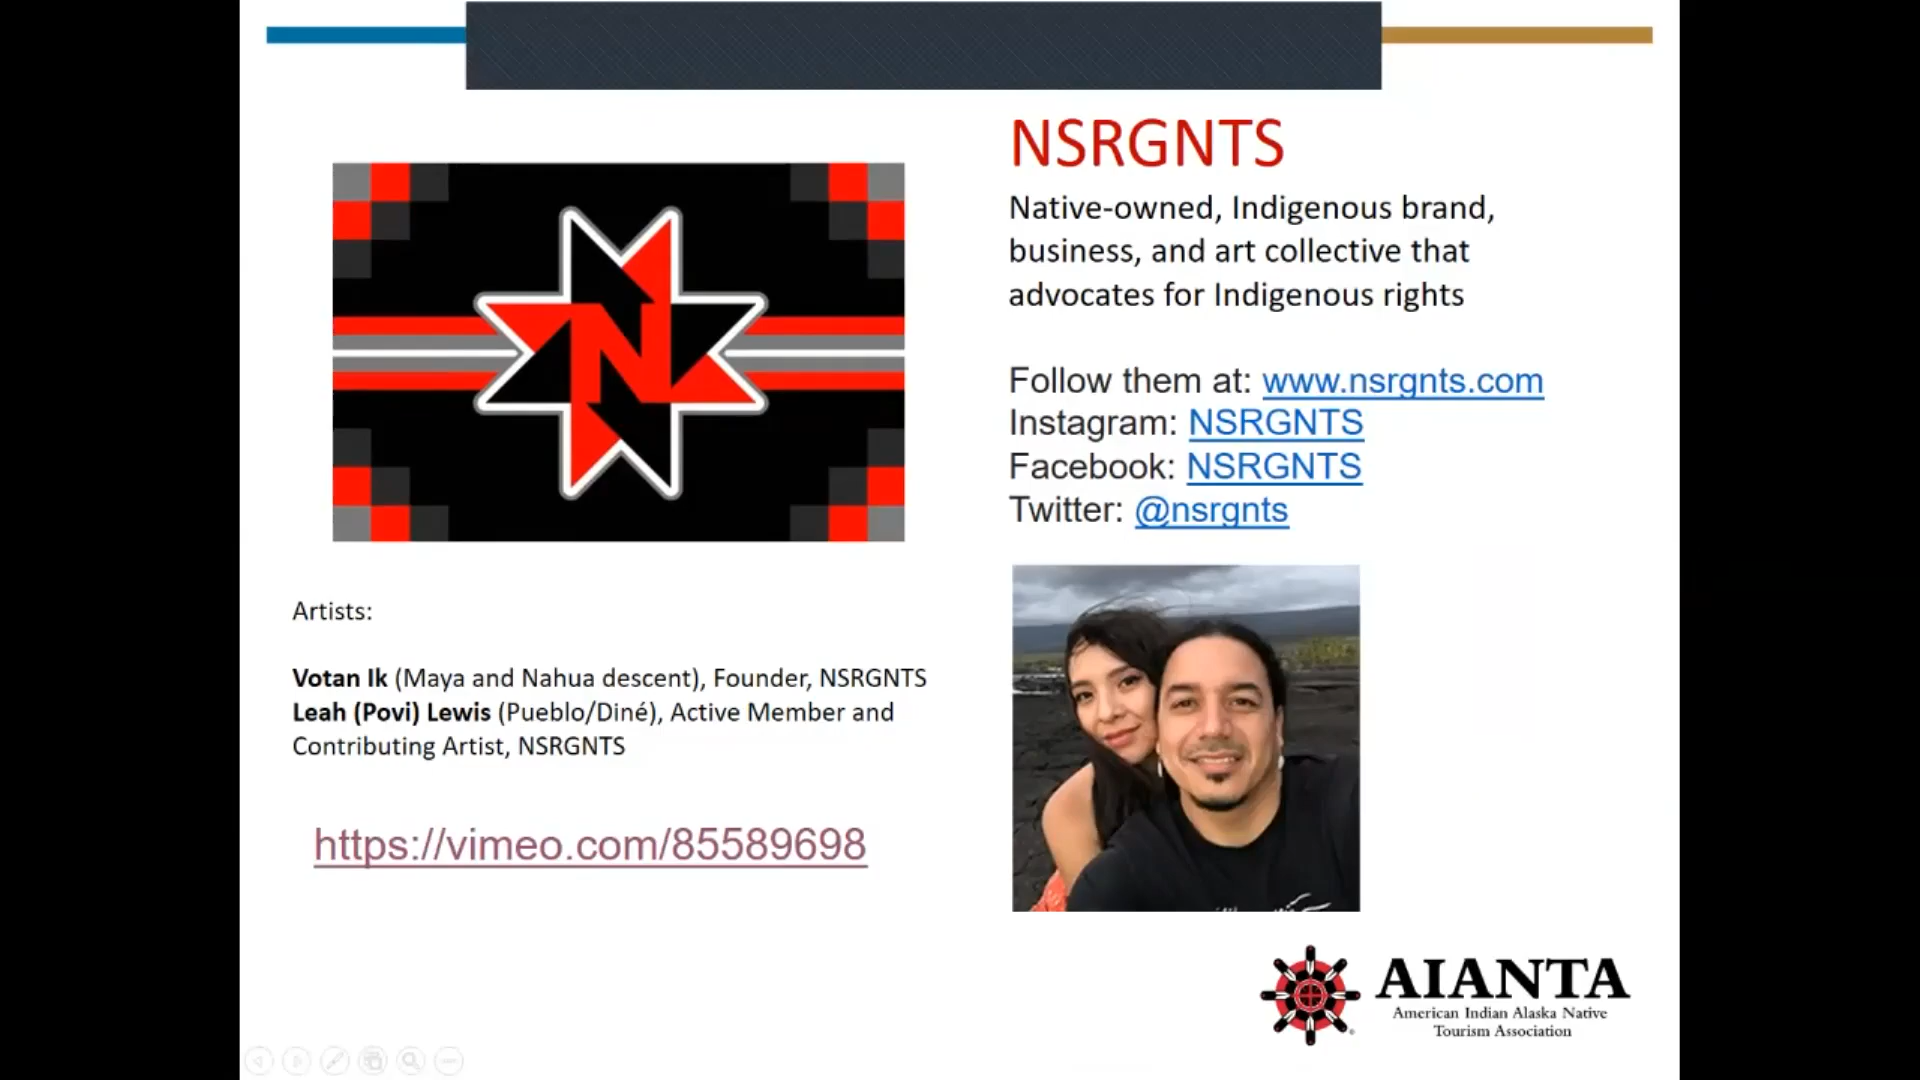 NSRGNTS
Native-owned, Indigenous brand,
business, and art collective that
advocates for Indigenous rights
Follow them at: www.nsrgnts.com
Instagram: NSRGNTS
Facebook: NSRGNTS
Twitter: @nsrgnts
N
Artists:
Votan Ik (Maya and Nahua descent), Founder, NSRGNTS
Leah (Povi) Lewis (Pueblo/Diné), Active Member and
Contributing Artist, NSRGNTS
https://vimeo.com/85589698
AIANTA
American Indian Alaska Native
Tourism Association